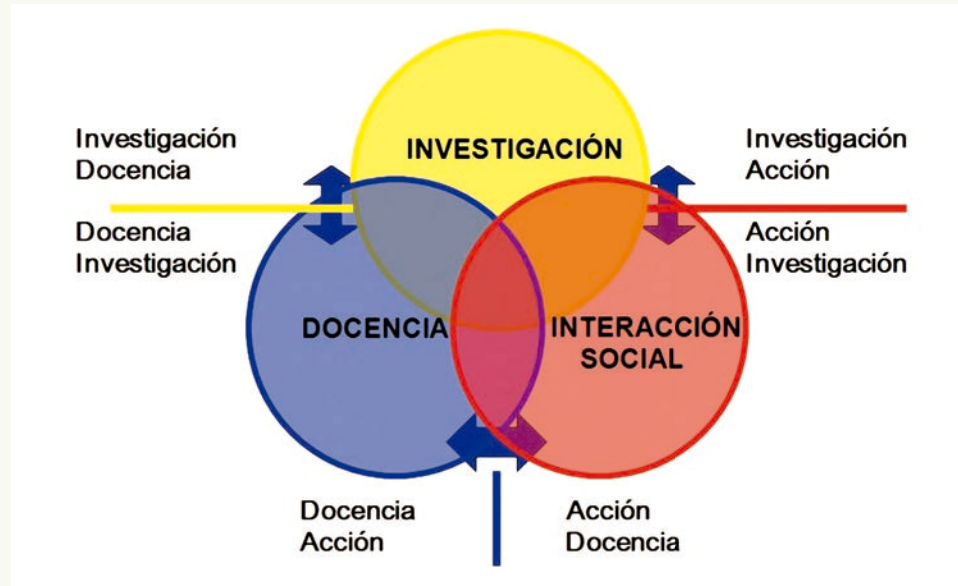 INVESTIGACIÓN
Investigación
Docencia
Docencia
Investigación
Investigación
Acción
Acción
Investigación
DOCENCIA
INTERACCIÓN
SOCIAL
Docencia
Acción
Acción
Docencia